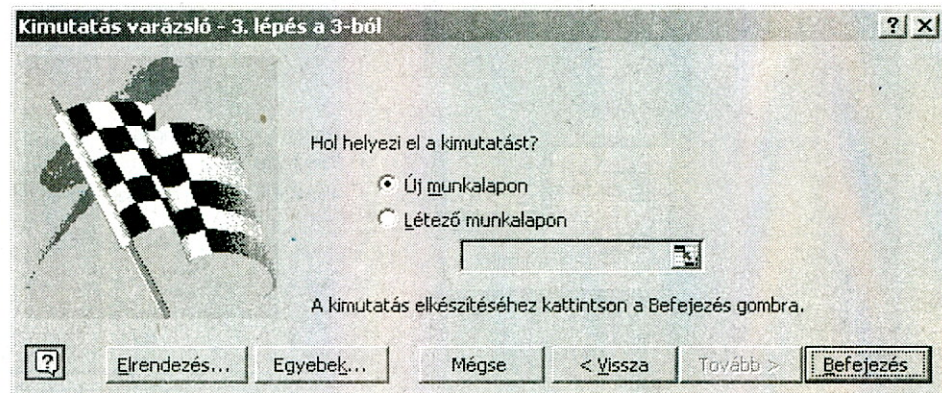 Kimutatás varázsló - 3. lépés a 3-ból
Hol helyezi el a kimutatást?
Új munkalapon
Létező munkalapon
A kimutatás elkészítéséhez kattintson a Befejezés gombra.
Elrendezés... Egyebek... Mégse < Vissza Tovább > Befejezés